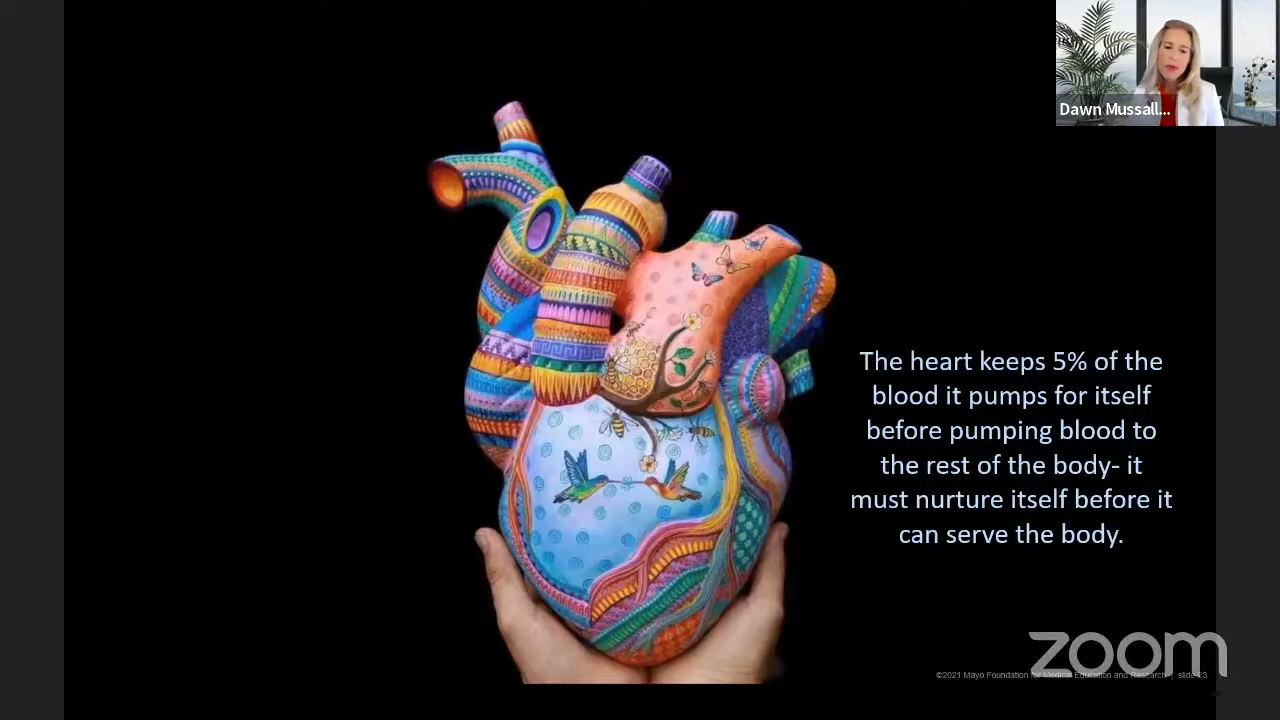 Dawn Mussall...
The heart keeps 5% of the
blood it pumps for itself
before pumping blood to
the rest of the body- it
must nurture itself before it
can serve the body.
zoom
©2021 Mayo Foundation for Medical Education and Research | slide-23